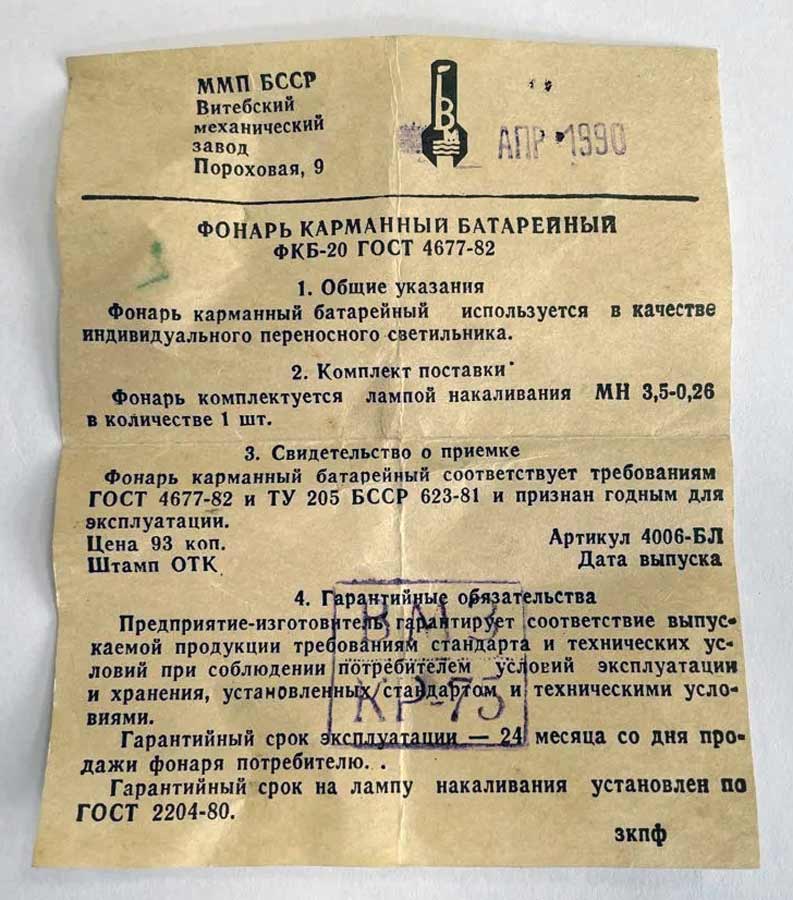 ММП БССР
Витебский
механический
завод
Пороховая, 9
ВМ
АПР 1990
ФОНАРЬ КАРМАННЫЙ БАТАРЕЙНЫЙ
ФКБ-20 ГОСТ 4677-82
1. Общие указания
Фонарь карманный батарейный используется в качестве
индивидуального переносного светильника.
2. Комплект поставки
Фонарь комплектуется лампой накаливания МН 3,5-0,26
в количестве 1 шт.
3. Свидетельство о приемке
Фонарь карманный батарейный соответствует требованиям
ГОСТ 4677-82 и ТУ 205 БССР 623-81 и признан годным для
эксплуатации.
Цена 93 коп.
Артикул 4006-БЛ
Штамп ОТК
Дата выпуска
4. Гарантийные обязательства
Предприятие-изготовитель гарантирует соответствие выпус-
каемой продукции требованиям стандарта и технических ус-
ловий при соблюдении потребителем условий эксплуатации
и хранения, установленных стандартом и техническими усло-
виями.
ВМЗ
КР-75
Гарантийный срок эксплуатации — 24 месяца со дня про-
дажи фонаря потребителю. .
Гарантийный срок на лампу накаливания установлен по
ГОСТ 2204-80.
зкпф